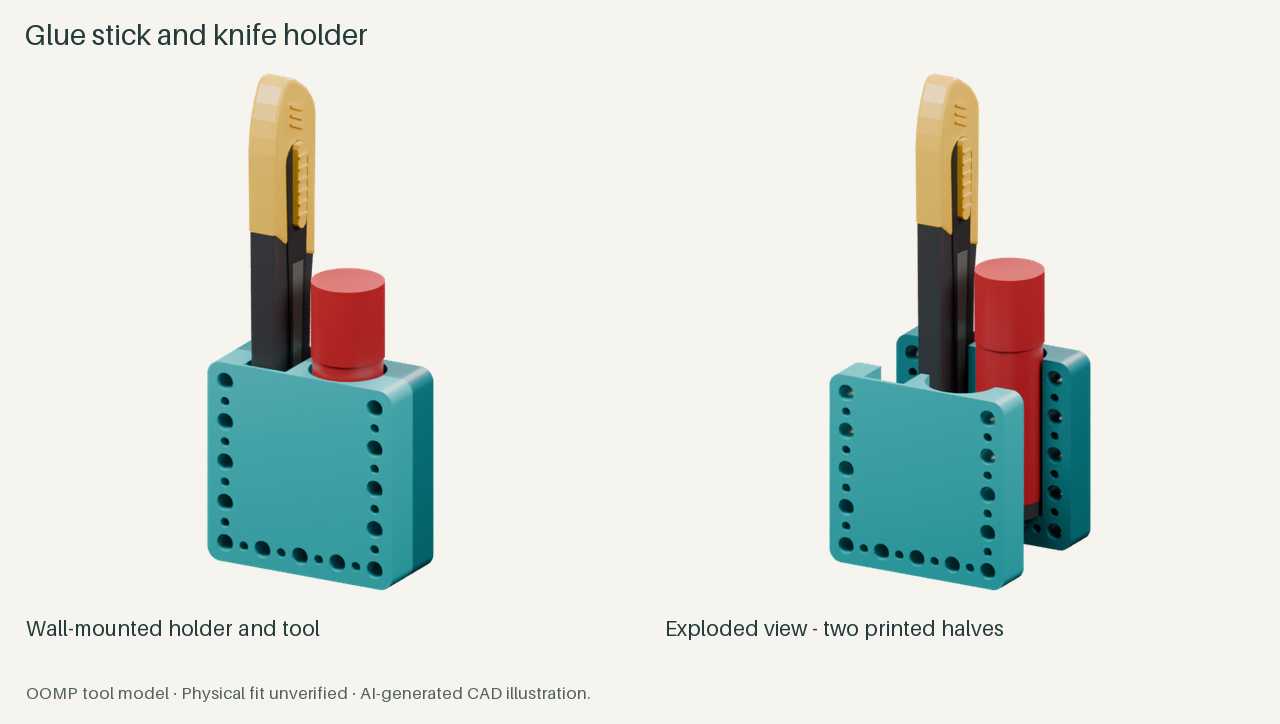 Glue stick and knife holder
Wall-mounted holder and tool
Exploded view - two printed halves
OOMP tool model · Physical fit unverified · AI-generated CAD illustration.